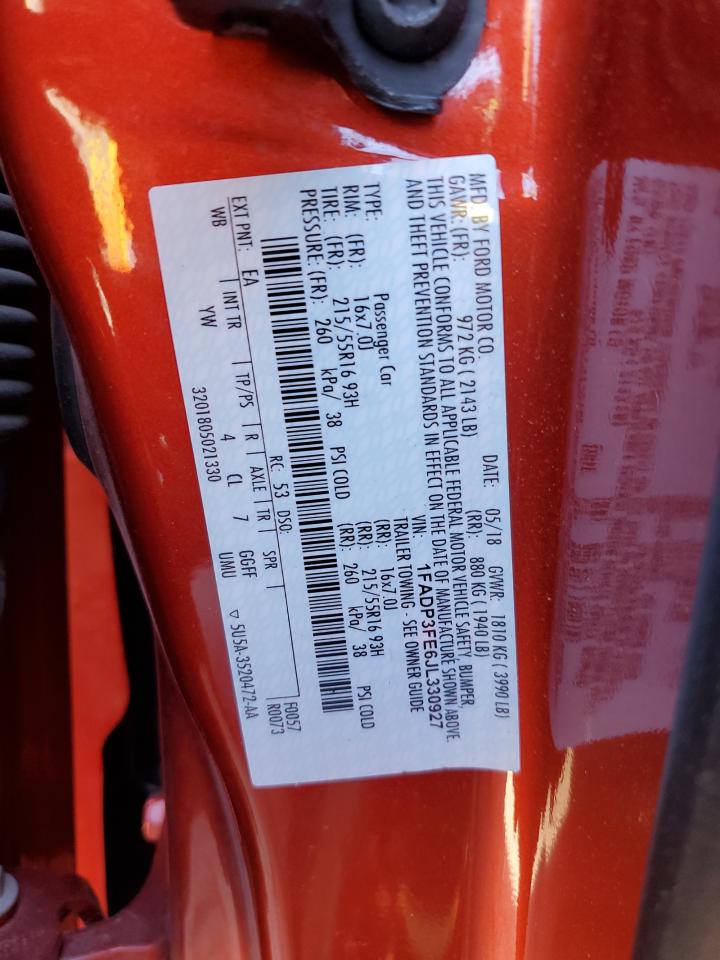 MFD. BY FORD MOTOR CO. DATE: 05/18 GVWR: 1810 KG ( 3990 LB)
GAWR: (FR): 972 KG ( 2143 LB) (RR): 880 KG ( 1940 LB)
THIS VEHICLE CONFORMS TO ALL APPLICABLE FEDERAL MOTOR VEHICLE SAFETY, BUMPER,
AND THEFT PREVENTION STANDARDS IN EFFECT ON THE DATE OF MANUFACTURE SHOWN ABOVE.
VIN: 1FADP3FE6JL330927
TYPE: Passenger Car TRAILER TOWING - SEE OWNER GUIDE
RIM: (FR): 16x7.0J (RR): 16x7.0J
TIRE: (FR): 215/55R16 93H (RR): 215/55R16 93H
PRESSURE: (FR): 260 kPa/ 38 PSI COLD (RR): 260 kPa/ 38 PSI COLD
RC: 53 DSO: F0057
R0073
EXT PNT: EA INT TR TP/PS R AXLE TR SPR
WB YW 4 CL 7 GGFF
3201805021330 UMU ▽ 5U5A-3520472-AA